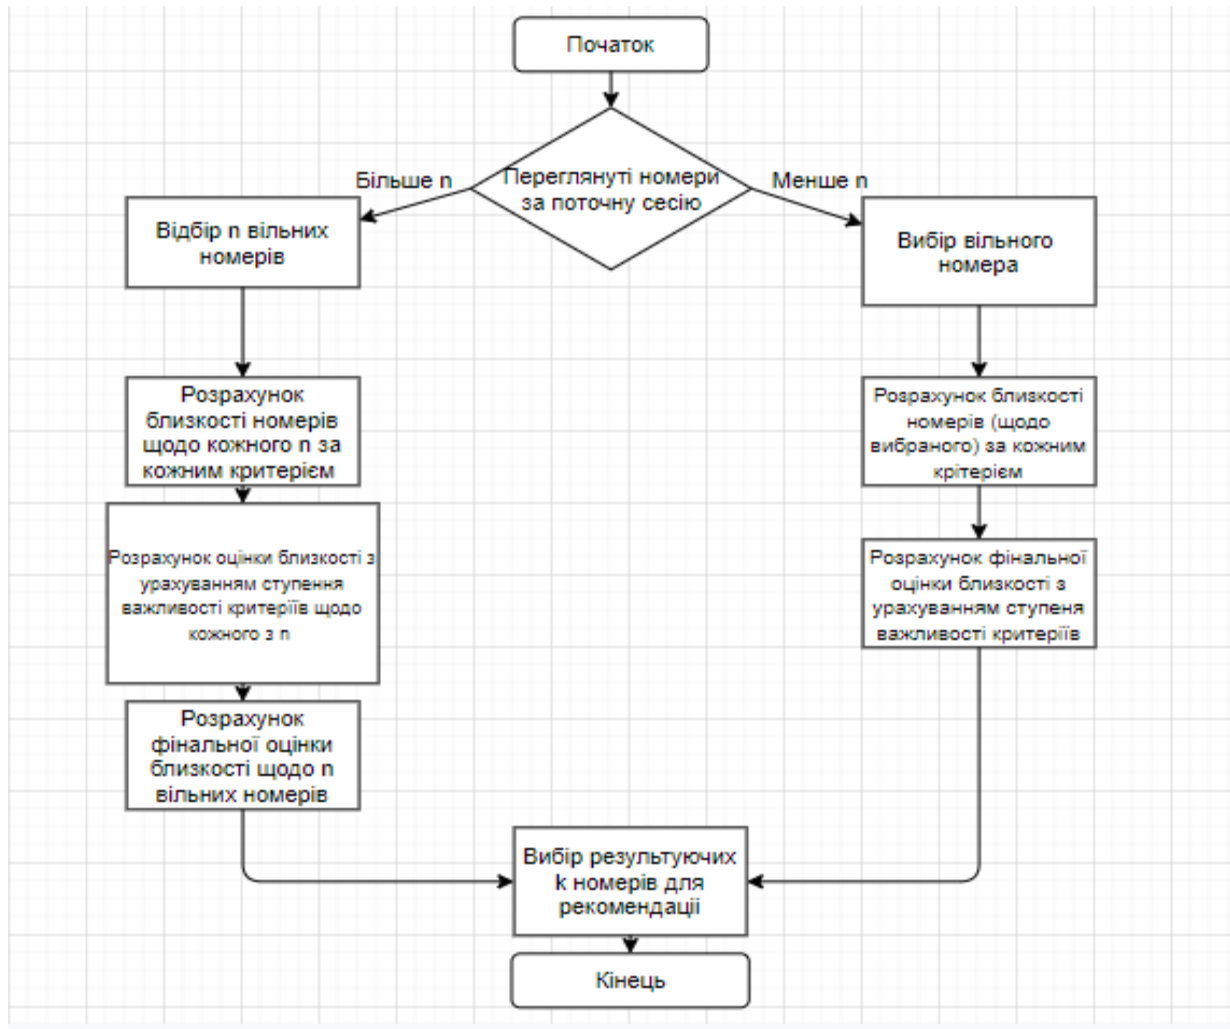 Початок
Переглянуті номери
за поточну сесію
Більше n
Менше n
Відбір n вільних
номерів
Розрахунок
близкості номерів
щодо кожного n за
кожним критерієм
Розрахунок оцінки близкості з
урахуванням ступення
важливості критеріїв щодо
кожного з n
Розрахунок
фінальної оцінки
близкості щодо n
вільних номерів
Вибір вільного
номера
Розрахунок близкості
номерів (щодо
вибраного) за кожним
крітерієм
Розрахунок фінальної
оцінки близкості з
урахуванням ступеня
важливості критеріїв
Вибір результуючих
k номерів для
рекомендації
Кінець